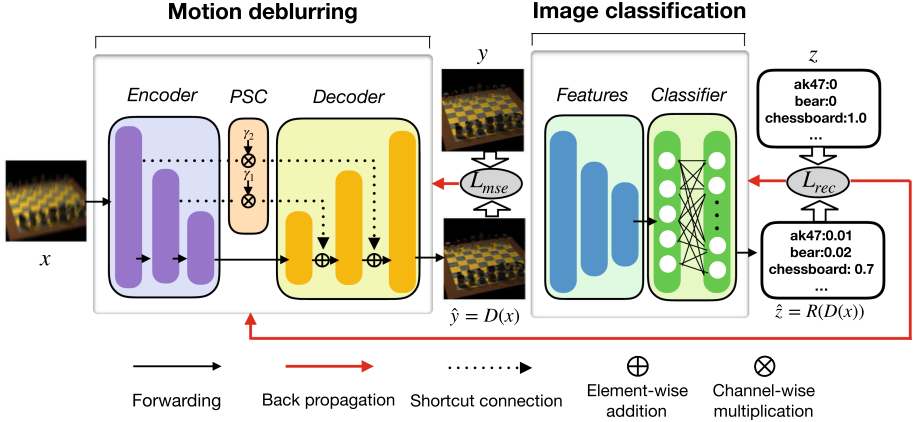 Motion deblurring
Image classification
Encoder
PSC
Decoder
γ₂
γ₁
x
y
Lₘₛₑ
ŷ = D(x)
Features
Classifier
z
ak47:0
bear:0
chessboard:1.0
...
L_rec
ak47:0.01
bear:0.02
chessboard: 0.7
...
ẑ = R(D(x))
Forwarding
Back propagation
Shortcut connection
Element-wise
addition
Channel-wise
multiplication